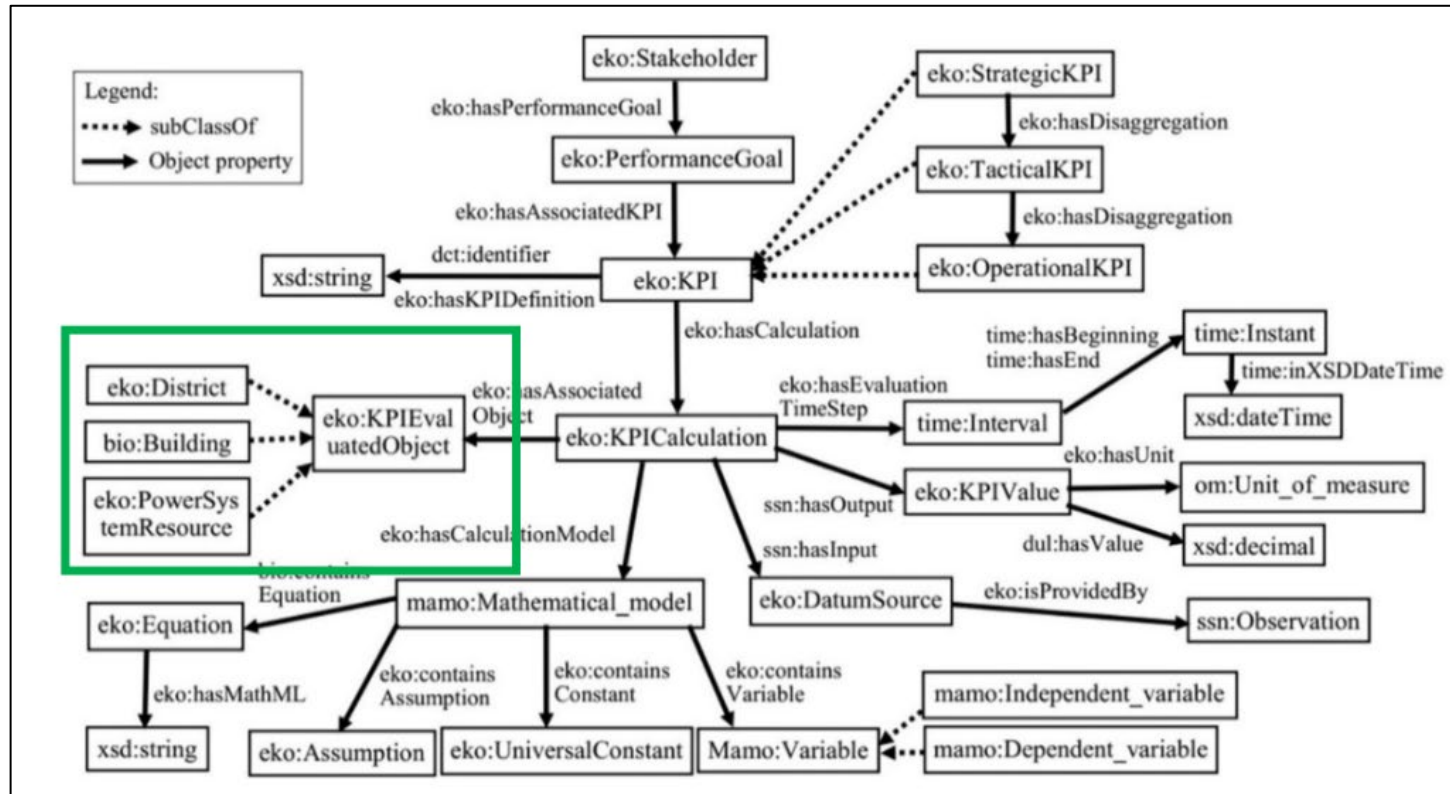 eko:Stakeholder
eko:StrategicKPI
Legend:
subClassOf
Object property
eko:hasPerformanceGoal
eko:hasDisaggregation
eko:PerformanceGoal
eko:TacticalKPI
eko:hasAssociatedKPI
eko:hasDisaggregation
dct:identifier
xsd:string
eko:KPI
eko:OperationalKPI
eko:hasKPIDefinition
eko:hasCalculation
time:hasBeginning
time:hasEnd
time:Instant
time:inXSDDateTime
eko:District
eko:hasAssociated
Object
eko:hasEvaluation
TimeStep
xsd:dateTime
eko:KPIEval
uatedObject
bio:Building
eko:KPICalculation
time:Interval
eko:hasUnit
eko:PowerSys
temResource
ssn:hasOutput
eko:KPIValue
om:Unit_of_measure
eko:hasCalculationModel
ssn:hasInput
dul:hasValue
xsd:decimal
bio:contains
Equation
mamo:Mathematical_model
eko:DatumSource
eko:isProvidedBy
ssn:Observation
eko:Equation
eko:hasMathML
eko:contains
Assumption
eko:contains
Constant
eko:contains
Variable
mamo:Independent_variable
xsd:string
eko:Assumption
eko:UniversalConstant
Mamo:Variable
mamo:Dependent_variable